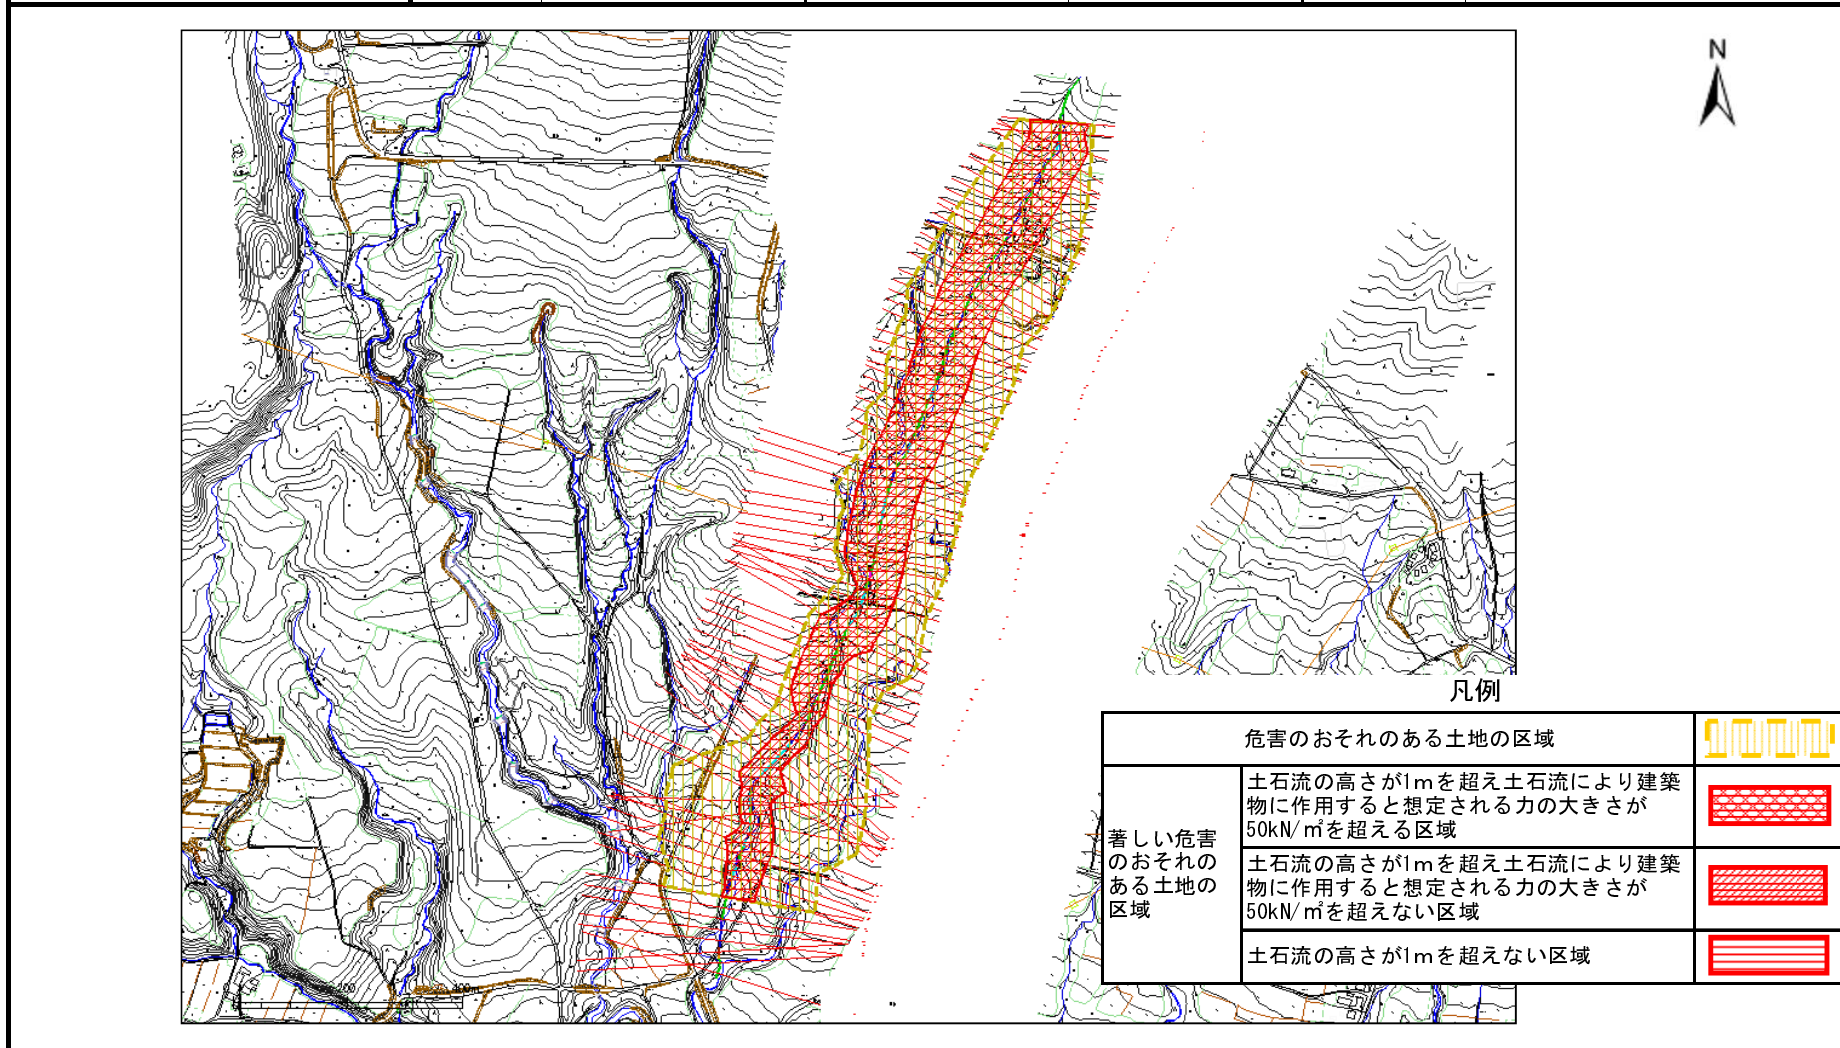 N
凡例
危害のおそれのある土地の区域
著しい危害
のおそれの
ある土地の
区域
土石流の高さが1mを超え土石流により建築
物に作用すると想定される力の大きさが
50kN/㎡を超える区域
土石流の高さが1mを超え土石流により建築
物に作用すると想定される力の大きさが
50kN/㎡を超えない区域
土石流の高さが1mを超えない区域
0 200 400m